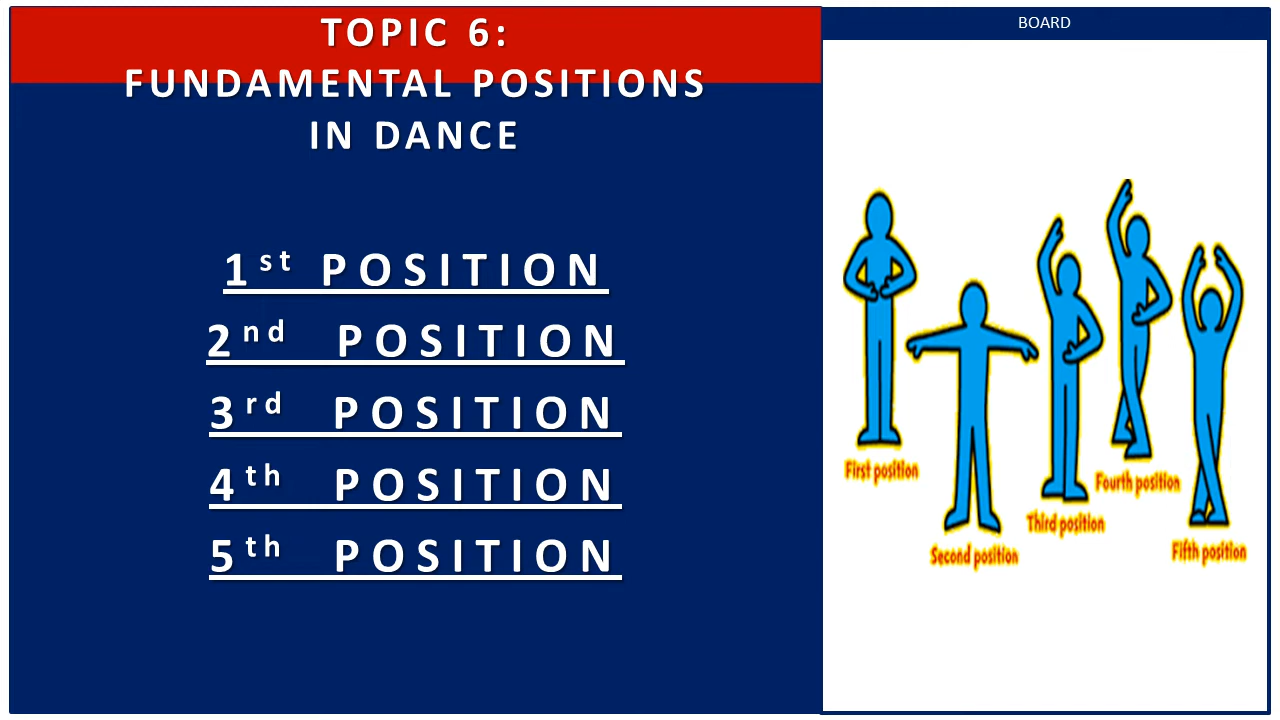 TOPIC 6:
FUNDAMENTAL POSITIONS
IN DANCE
1st POSITION
2nd POSITION
3rd POSITION
4th POSITION
5th POSITION
BOARD
First position
Second position
Third position
Fourth position
Fifth position